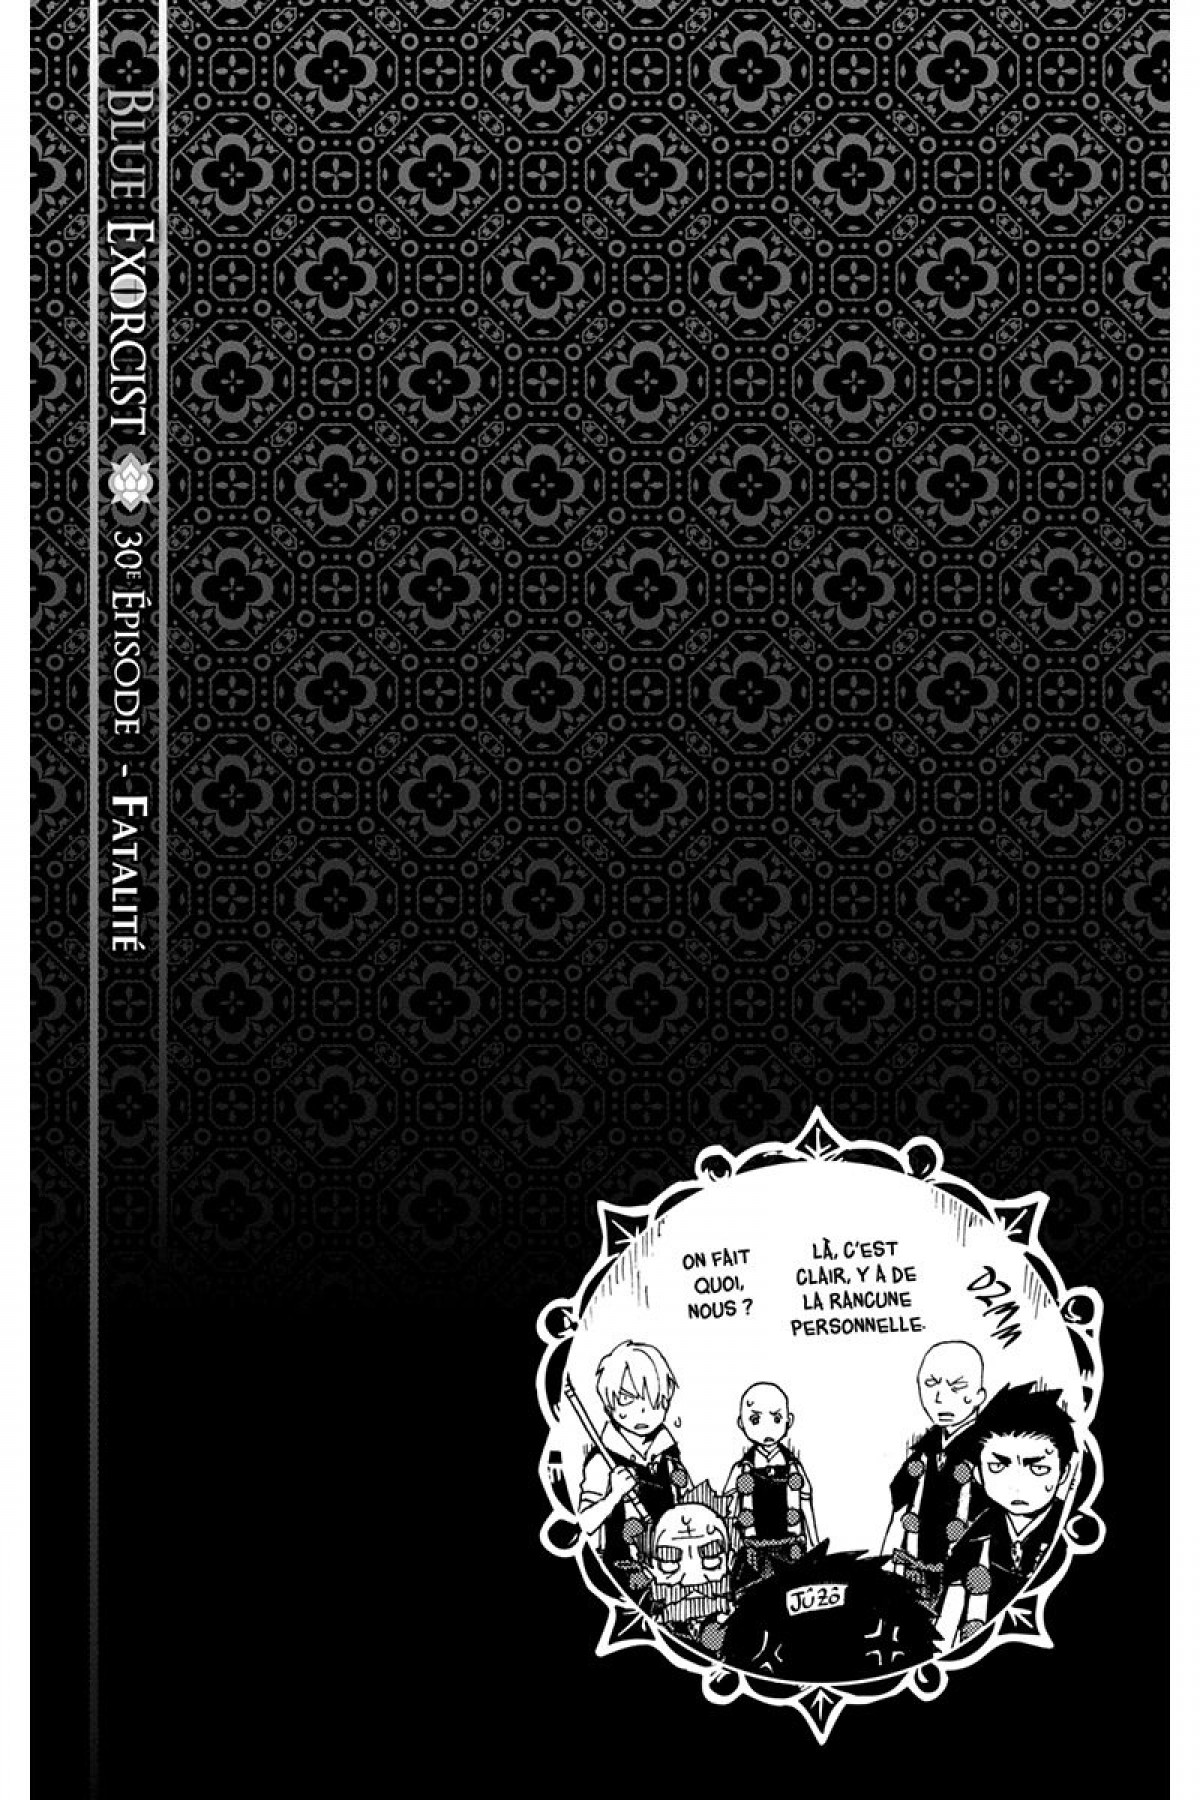 BLUE EXORCIST 30E ÉPISODE - FATALITÉ
LÀ, C'EST
CLAIR, Y A DE
LA RANCUNE
PERSONNELLE.
ON FAIT
QUOI,
NOUS ?
DZMM
JÛZÔ